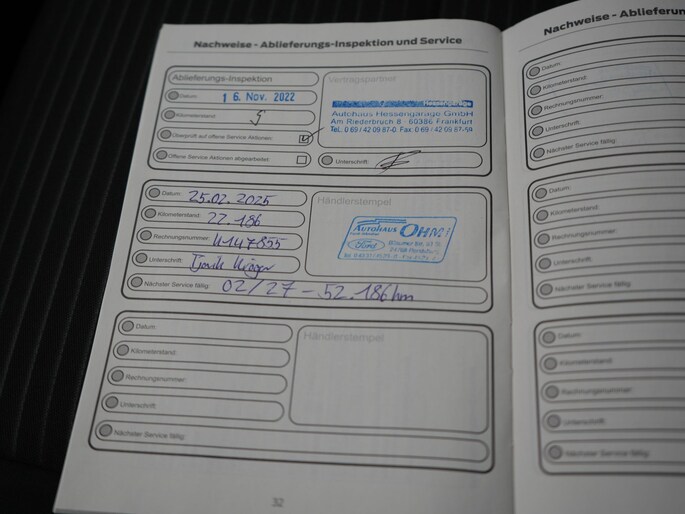 Nachweise - Ablieferungs-Inspektion und Service
Ablieferungs-Inspektion
Vertragspartner
Datum: 16. Nov. 2022
Kilometerstand:
Überprüft auf offene Service Aktionen:
Offene Service Aktionen abgearbeitet:
Hessengarage
Autohaus Hessengarage GmbH
Am Riederbruch 8 · 60386 Frankfurt
Tel. 0 69 / 42 09 87-0 Fax 0 69 / 42 09 87-59
Unterschrift:
Datum: 25.02.2025
Kilometerstand: 22.186
Rechnungsnummer: U147855
Unterschrift:
Nächster Service fällig: 02/27 - 52.186 km
Händlerstempel
AUTOHAUS OHM
Ford
Datum:
Kilometerstand:
Rechnungsnummer:
Unterschrift:
Nächster Service fällig:
Händlerstempel
32
Nachweise - Ablieferun
Datum:
Kilometerstand:
Rechnungsnummer:
Unterschrift:
Nächster Service fällig:
Datum:
Kilometerstand:
Rechnungsnummer:
Unterschrift:
Nächster Service fällig:
Datum:
Kilometerstand:
Rechnungsnummer:
Unterschrift:
Nächster Service fällig: